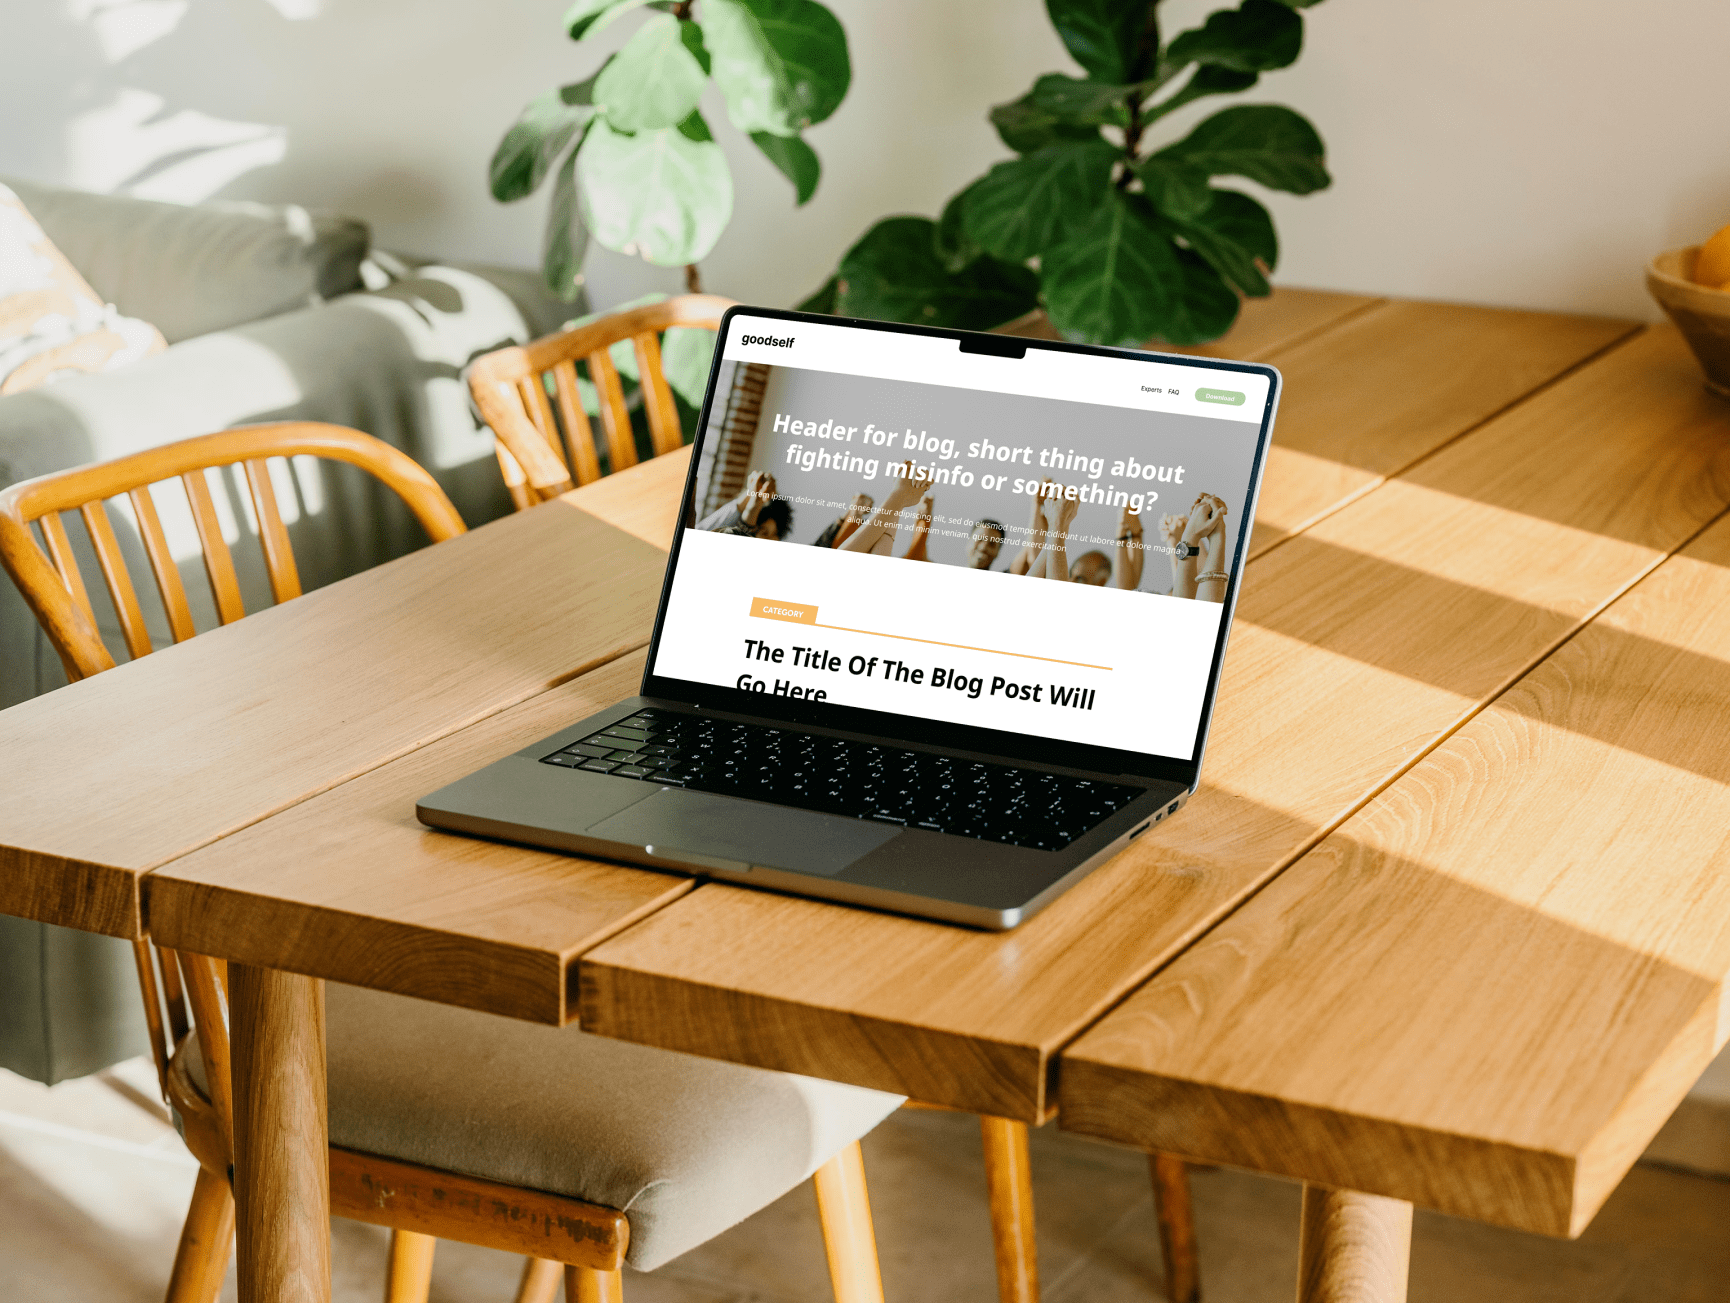 goodself
Experts FAQ Download
Header for blog, short thing about
fighting misinfo or something?
Lorem ipsum dolor sit amet, consectetur adipiscing elit, sed do eiusmod tempor incididunt ut labore et dolore magna
aliqua. Ut enim ad minim veniam, quis nostrud exercitation
CATEGORY
The Title Of The Blog Post Will
Go Here